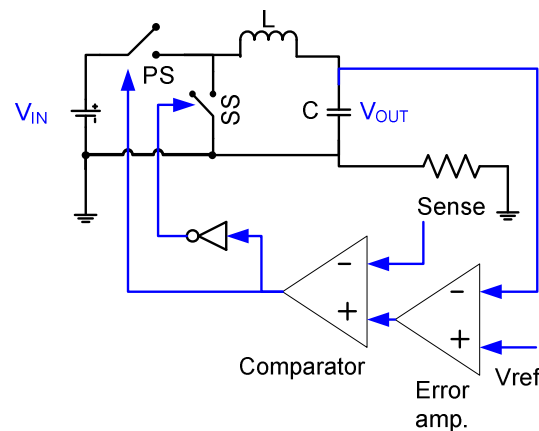 L
PS
SS
VIN
C
VOUT
Sense
Comparator
Error
amp.
Vref
+
-
-
+
-
+